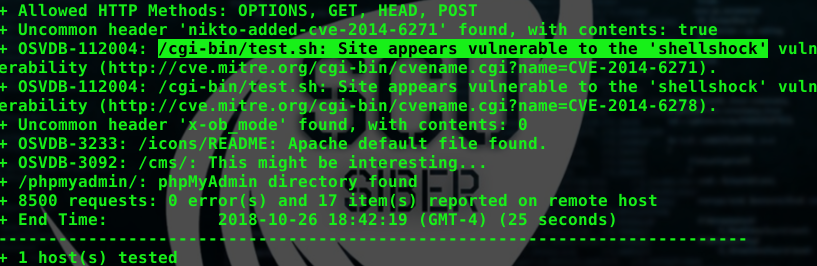 + Allowed HTTP Methods: OPTIONS, GET, HEAD, POST
+ Uncommon header 'nikto-added-cve-2014-6271' found, with contents: true
+ OSVDB-112004: /cgi-bin/test.sh: Site appears vulnerable to the 'shellshock' vuln
erability (http://cve.mitre.org/cgi-bin/cvename.cgi?name=CVE-2014-6271).
+ OSVDB-112004: /cgi-bin/test.sh: Site appears vulnerable to the 'shellshock' vuln
erability (http://cve.mitre.org/cgi-bin/cvename.cgi?name=CVE-2014-6278).
+ Uncommon header 'x-ob_mode' found, with contents: 0
+ OSVDB-3233: /icons/README: Apache default file found.
+ OSVDB-3092: /cms/: This might be interesting...
+ /phpmyadmin/: phpMyAdmin directory found
SIBER
+ 8500 requests: 0 error(s) and 17 item(s) reported on remote host
+ End Time:           2018-10-26 18:42:19 (GMT-4) (25 seconds)
---------------------------------------------------------------------------
+ 1 host(s) tested